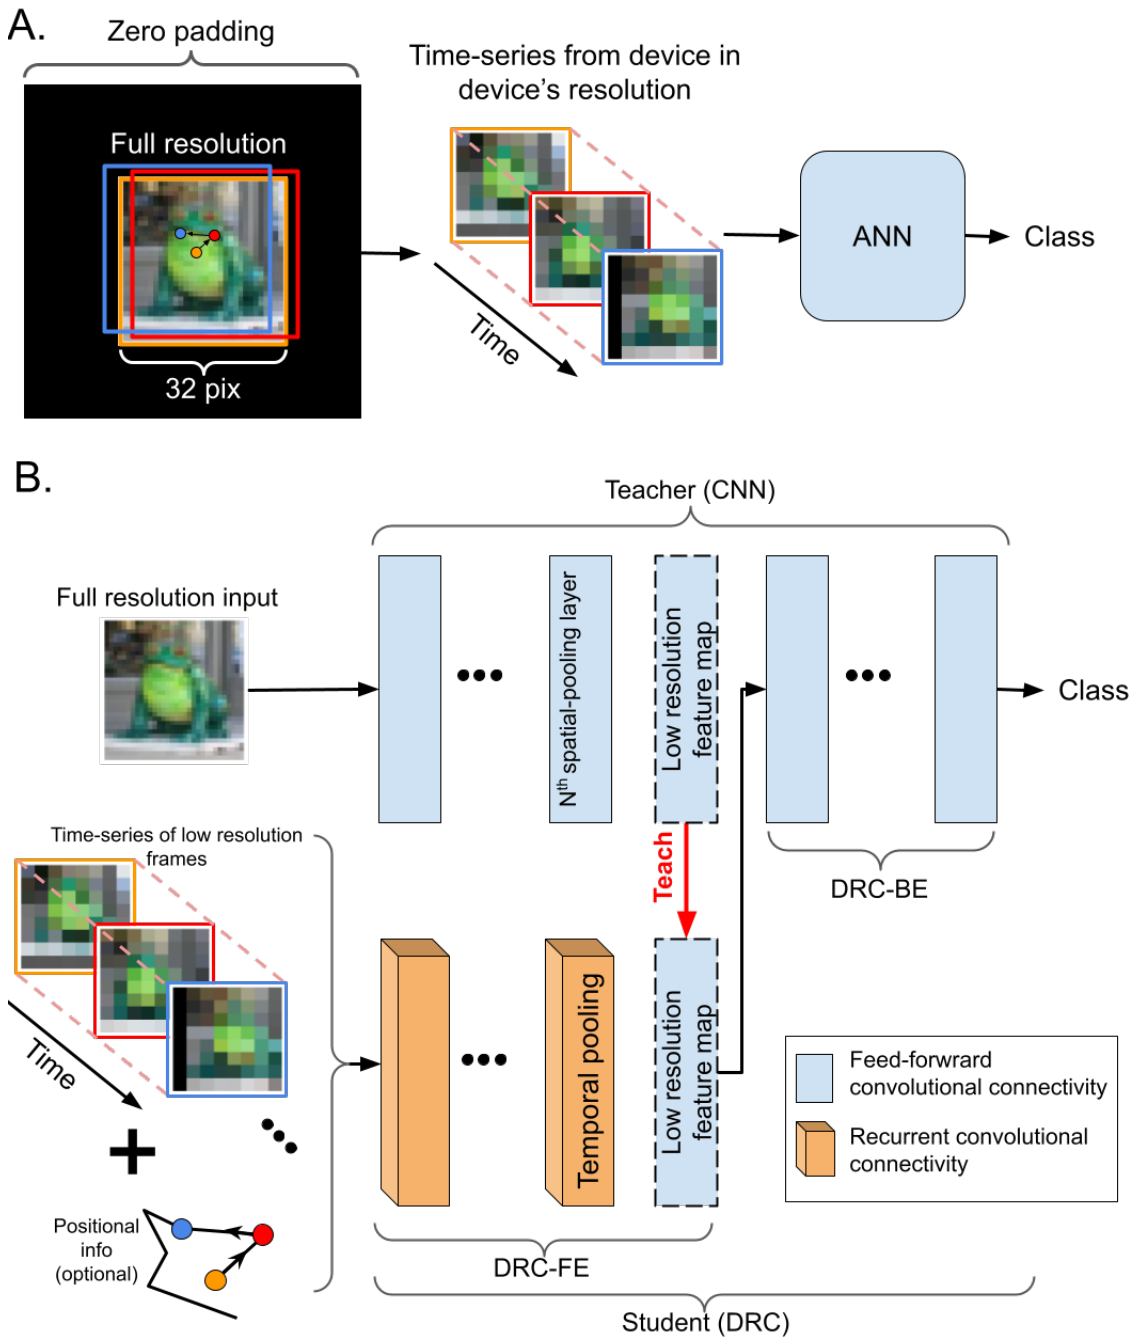 A.
Zero padding
Full resolution
32 pix
Time-series from device in
device's resolution
Time
ANN
Class
B.
Teacher (CNN)
Full resolution input
Nth spatial-pooling layer
Low resolution
feature map
Class
Teach
DRC-BE
Time-series of low resolution
frames
Time
+
Positional
info
(optional)
Temporal pooling
Low resolution
feature map
DRC-FE
Student (DRC)
Feed-forward
convolutional connectivity
Recurrent convolutional
connectivity